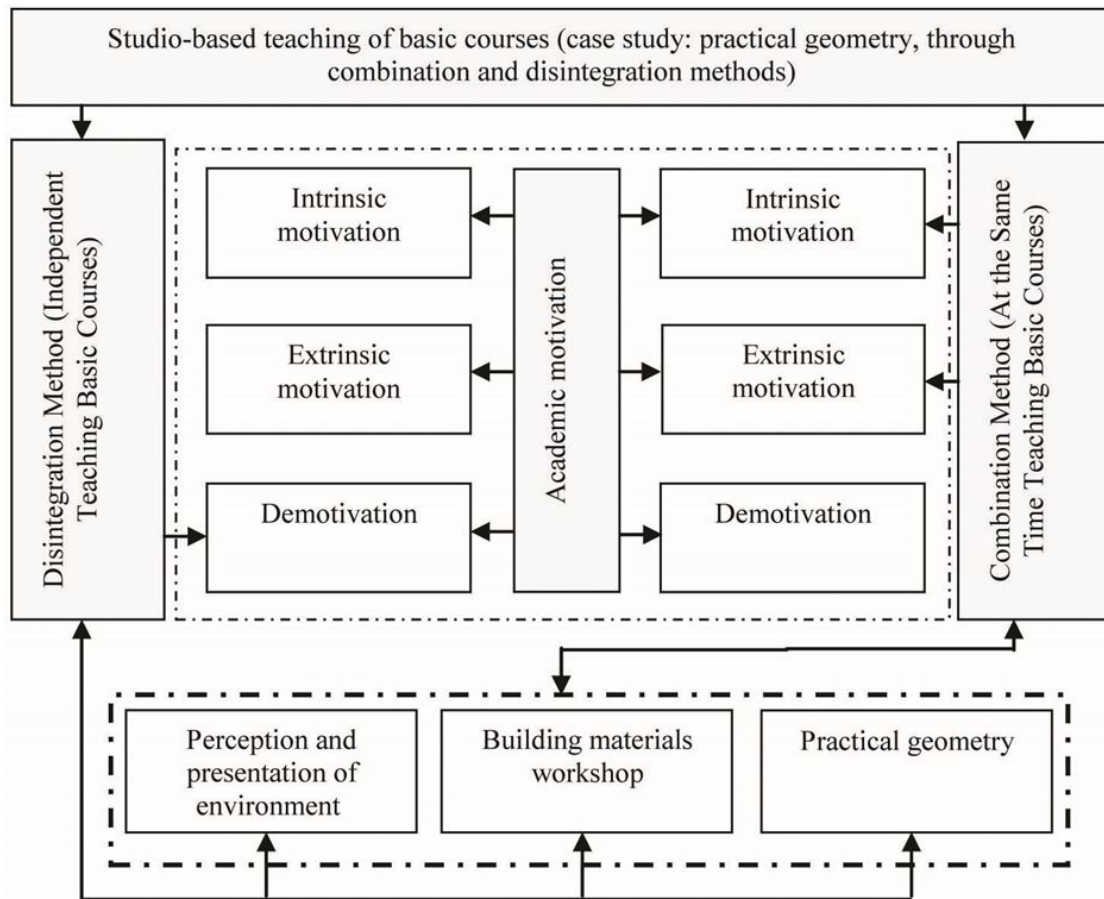 Studio-based teaching of basic courses (case study: practical geometry, through
combination and disintegration methods)
Disintegration Method (Independent
Teaching Basic Courses)
Intrinsic
motivation
Extrinsic
motivation
Demotivation
Academic motivation
Intrinsic
motivation
Extrinsic
motivation
Demotivation
Combination Method (At the Same
Time Teaching Basic Courses)
Perception and
presentation of
environment
Building materials
workshop
Practical geometry